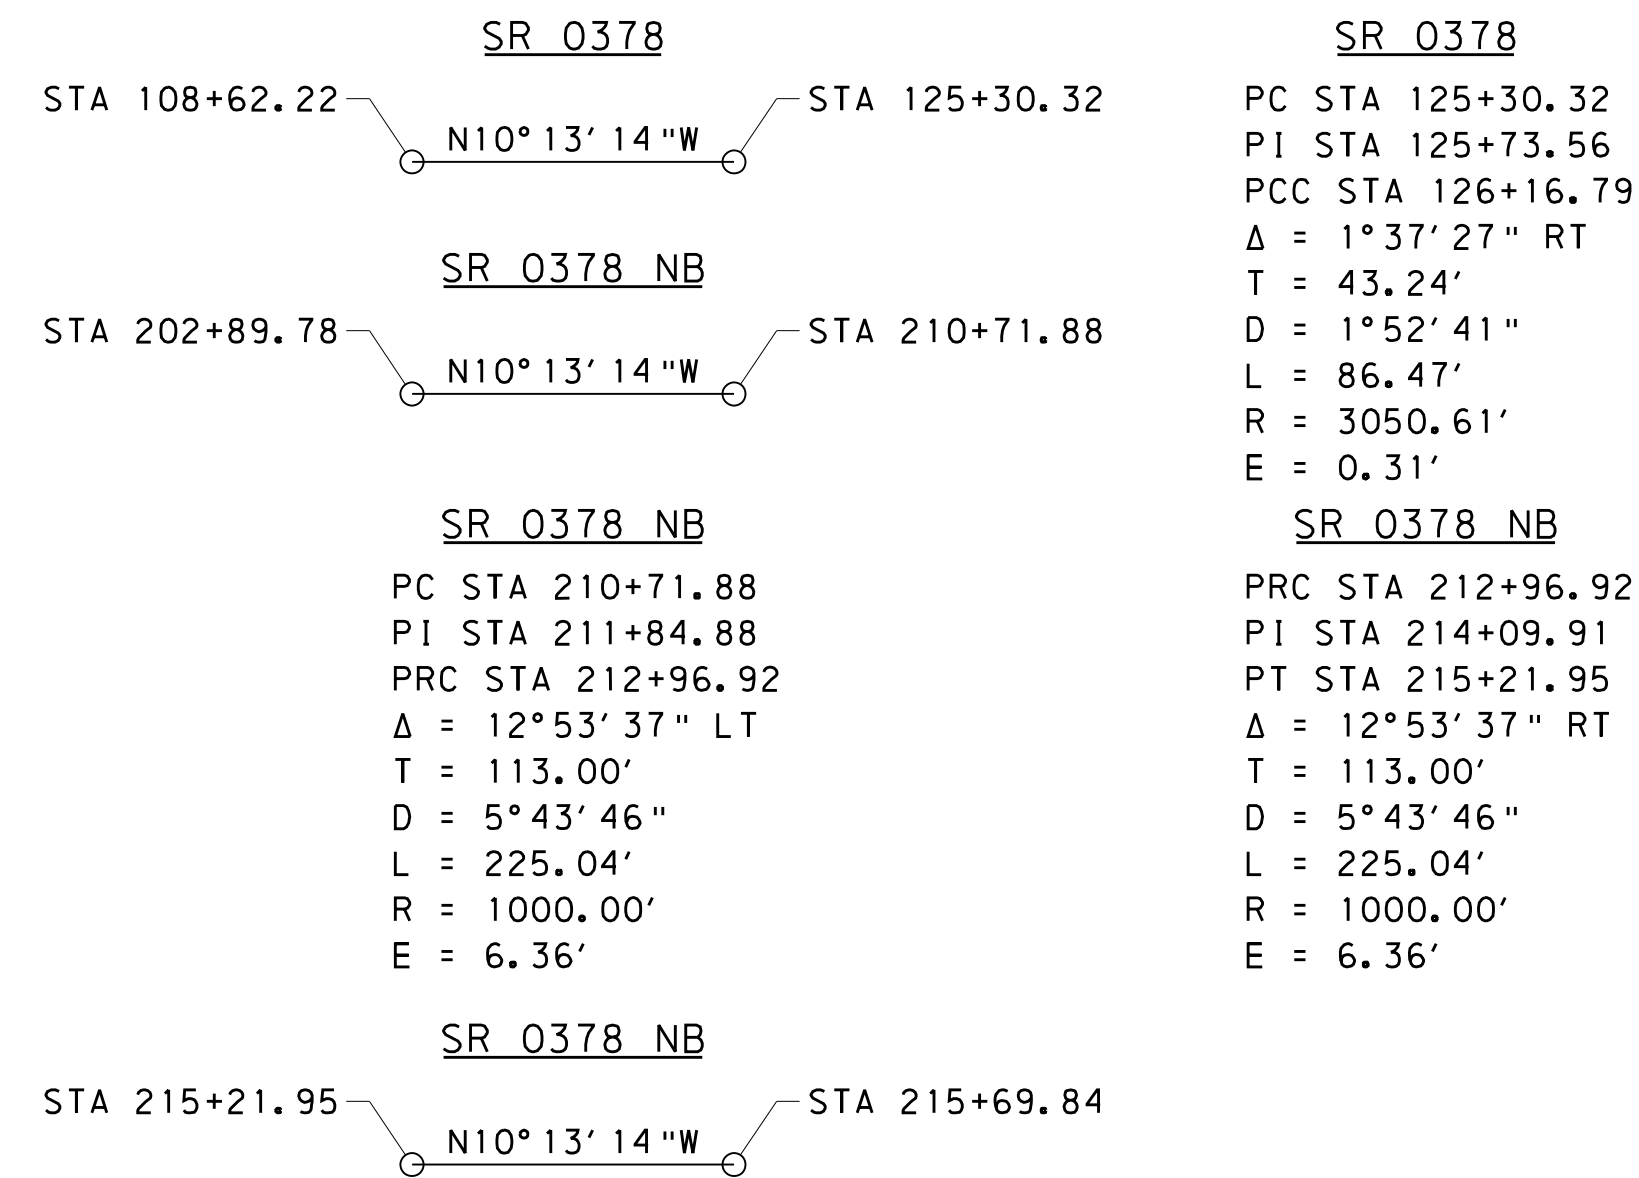 SR 0378
STA 108+62.22
N10°13'14"W
STA 125+30.32
SR 0378 NB
STA 202+89.78
N10°13'14"W
STA 210+71.88
SR 0378
PC STA 125+30.32
PI STA 125+73.56
PCC STA 126+16.79
Δ = 1°37'27" RT
T = 43.24'
D = 1°52'41"
L = 86.47'
R = 3050.61'
E = 0.31'
SR 0378 NB
PC STA 210+71.88
PI STA 211+84.88
PRC STA 212+96.92
Δ = 12°53'37" LT
T = 113.00'
D = 5°43'46"
L = 225.04'
R = 1000.00'
E = 6.36'
SR 0378 NB
PRC STA 212+96.92
PI STA 214+09.91
PT STA 215+21.95
Δ = 12°53'37" RT
T = 113.00'
D = 5°43'46"
L = 225.04'
R = 1000.00'
E = 6.36'
SR 0378 NB
STA 215+21.95
N10°13'14"W
STA 215+69.84